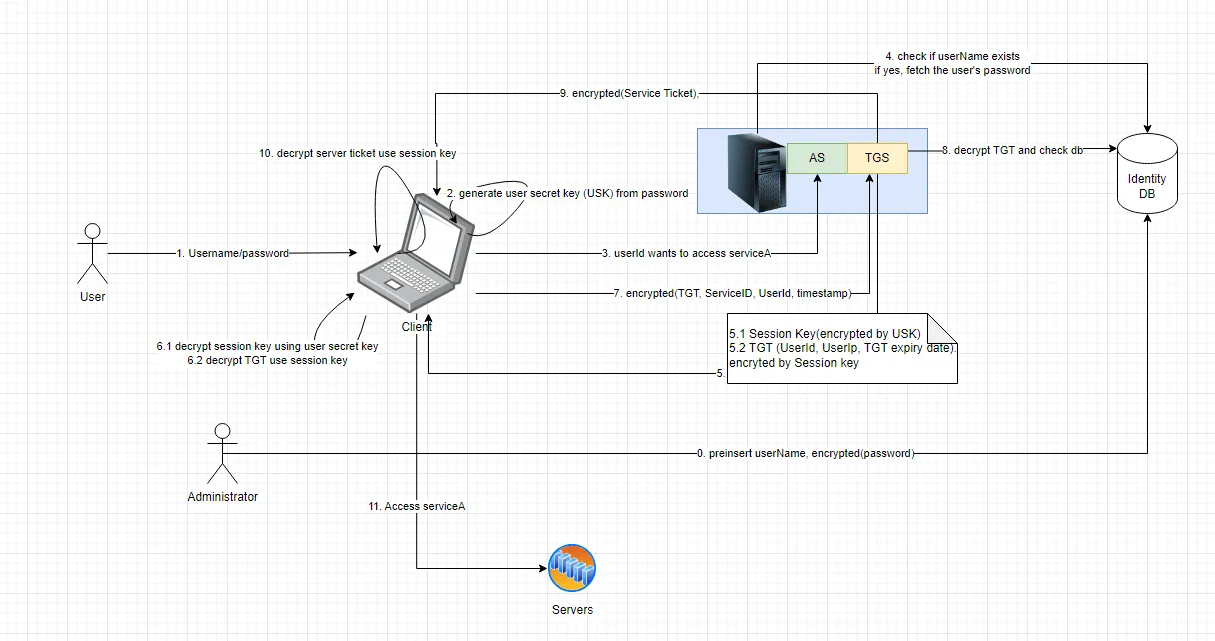 4. check if userName exists
if yes, fetch the user's password
9. encrypted(Service Ticket),
10. decrypt server ticket use session key
AS
TGS
8. decrypt TGT and check db
Identity
DB
2. generate user secret key (USK) from password
1. Username/password
3. userId wants to access serviceA
User
7. encrypted(TGT, ServiceID, UserId, timestamp)
Client
5.1 Session Key(encrypted by USK)
5.2 TGT (UserId, UserIp, TGT expiry date).
encryted by Session key
6.1 decrypt session key using user secret key
6.2 decrypt TGT use session key
5.
0. preinsert userName, encrypted(password)
Administrator
11. Access serviceA
Servers